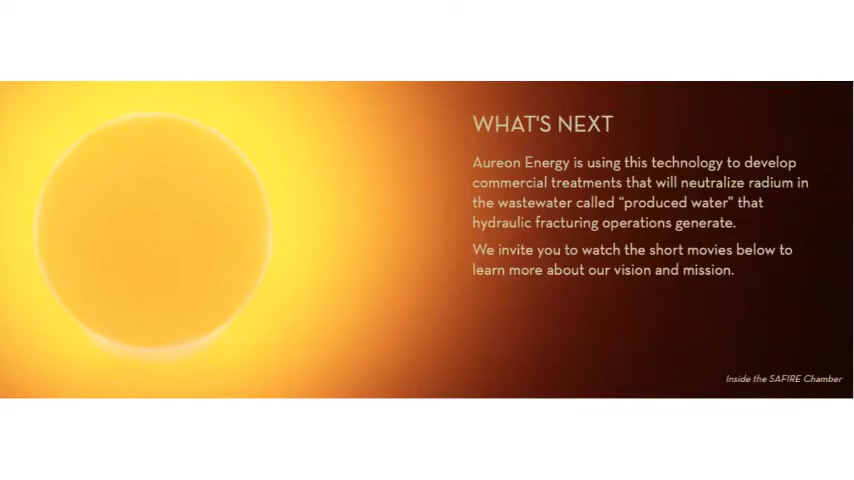 WHAT'S NEXT
Aureon Energy is using this technology to develop
commercial treatments that will neutralize radium in
the wastewater called “produced water” that
hydraulic fracturing operations generate.
We invite you to watch the short movies below to
learn more about our vision and mission.
Inside the SAFIRE Chamber